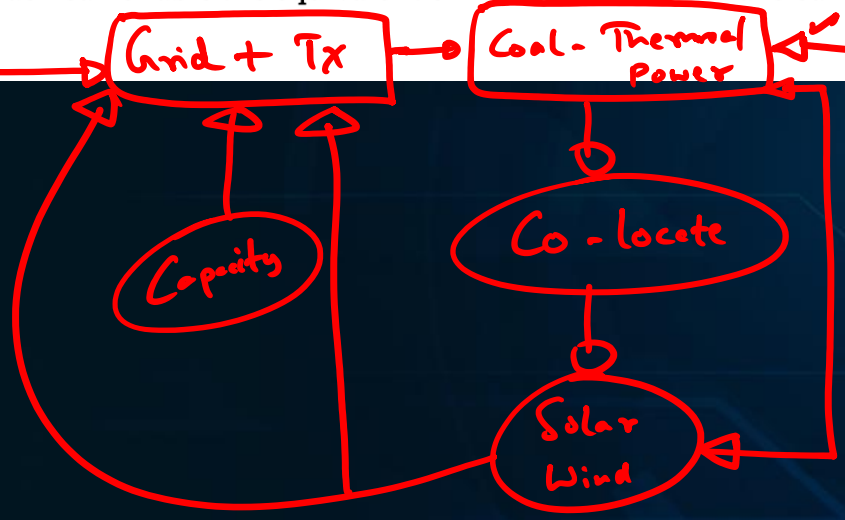 Grid + Tx
Coal - Thermal
Power
Co - locate
Capacity
Solar
Wind